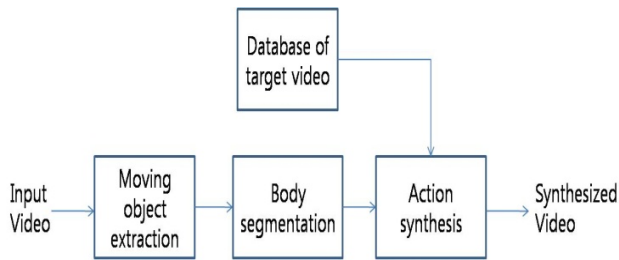 Database of
target video
Input
Video
Moving
object
extraction
Body
segmentation
Action
synthesis
Synthesized
Video